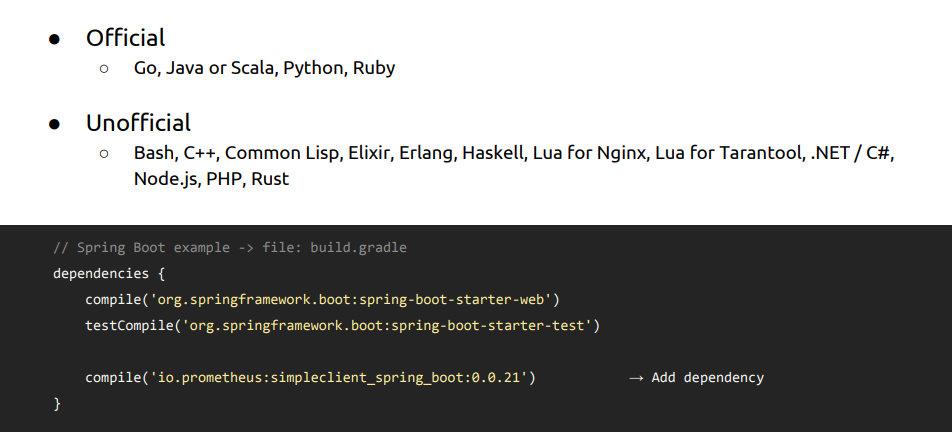 ● Official
○ Go, Java or Scala, Python, Ruby
● Unofficial
○ Bash, C++, Common Lisp, Elixir, Erlang, Haskell, Lua for Nginx, Lua for Tarantool, .NET / C#,
Node.js, PHP, Rust
// Spring Boot example -> file: build.gradle
dependencies {
    compile('org.springframework.boot:spring-boot-starter-web')
    testCompile('org.springframework.boot:spring-boot-starter-test')
    compile('io.prometheus:simpleclient_spring_boot:0.0.21') → Add dependency
}